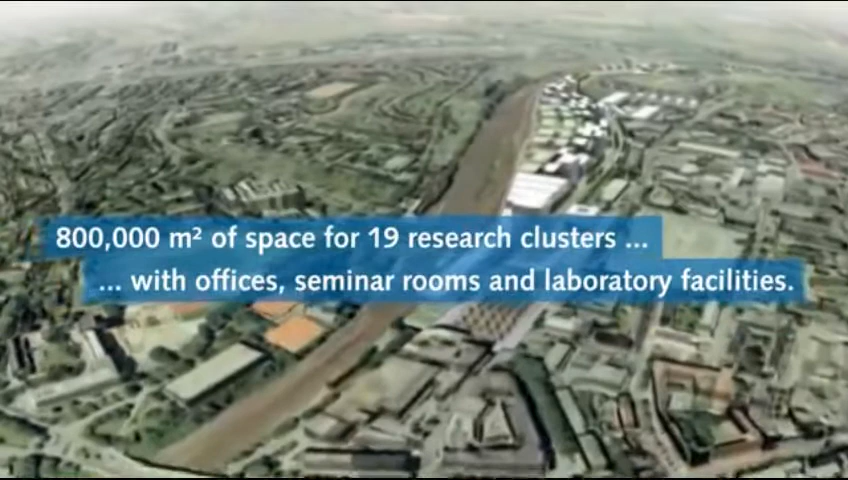 800,000 m² of space for 19 research clusters ...
... with offices, seminar rooms and laboratory facilities.